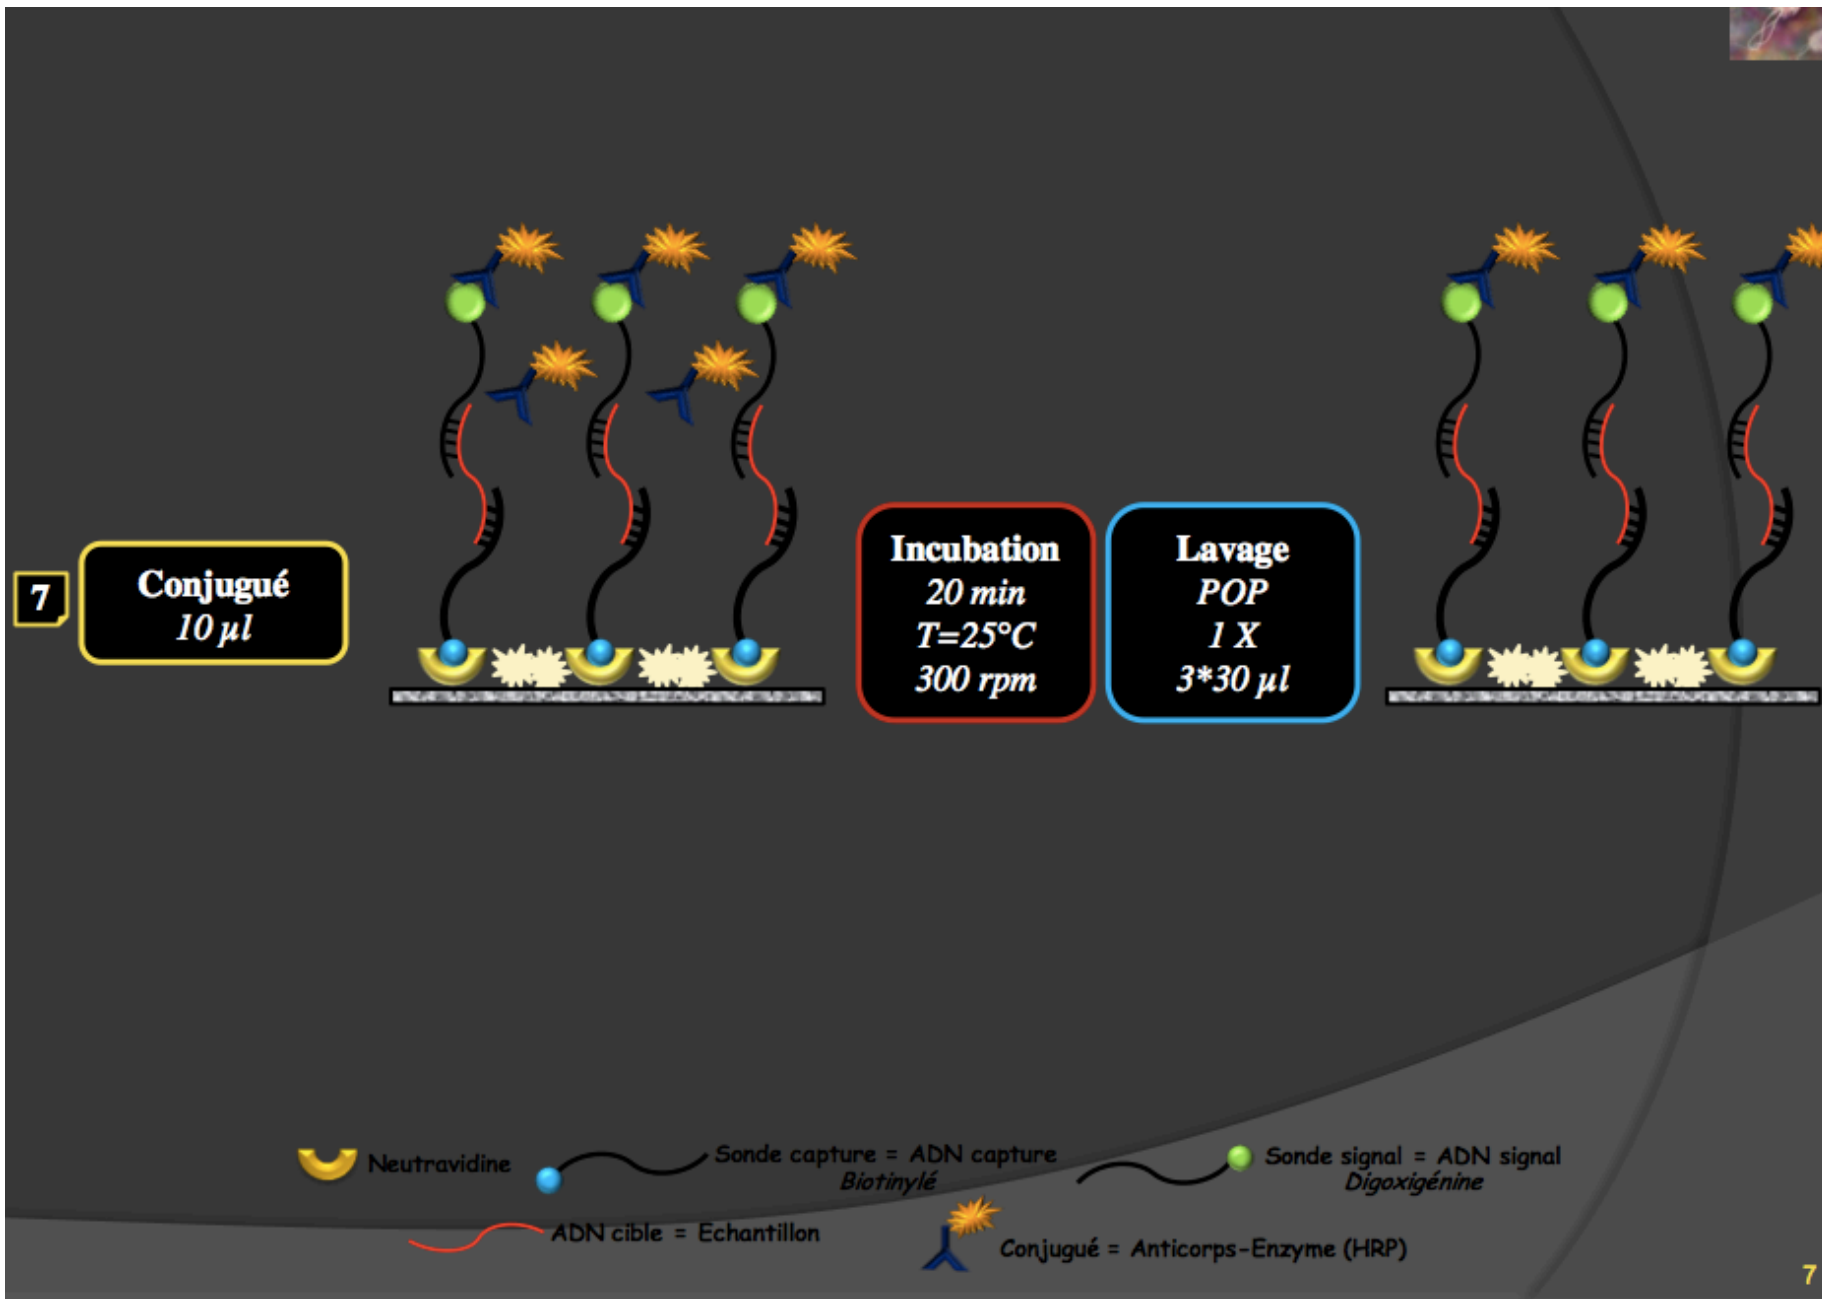 7
Conjugué
10 µl
Incubation
20 min
T=25°C
300 rpm
Lavage
POP
1 X
3*30 µl
Neutravidine
Sonde capture = ADN capture
Biotinylé
Sonde signal = ADN signal
Digoxigénine
ADN cible = Echantillon
Conjugué = Anticorps-Enzyme (HRP)
7